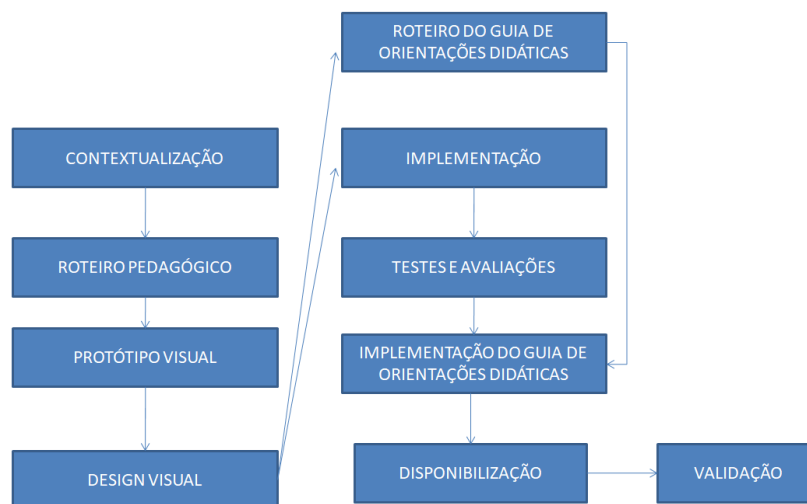 CONTEXTUALIZAÇÃO
ROTEIRO PEDAGÓGICO
PROTÓTIPO VISUAL
DESIGN VISUAL
ROTEIRO DO GUIA DE
ORIENTAÇÕES DIDÁTICAS
IMPLEMENTAÇÃO
TESTES E AVALIAÇÕES
IMPLEMENTAÇÃO DO GUIA DE
ORIENTAÇÕES DIDÁTICAS
DISPONIBILIZAÇÃO
VALIDAÇÃO